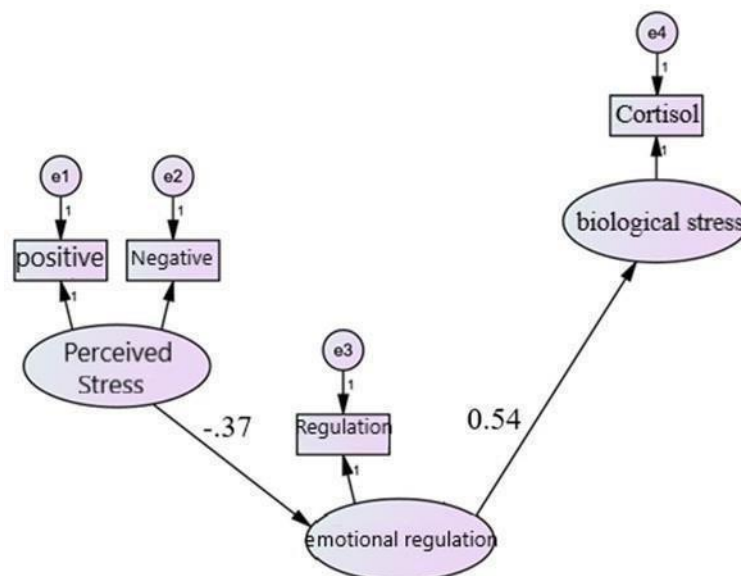 e4
1
Cortisol
1
biological stress
e1
e2
1
1
positive
Negative
1
Perceived
Stress
e3
1
-.37
0.54
Regulation
1
emotional regulation